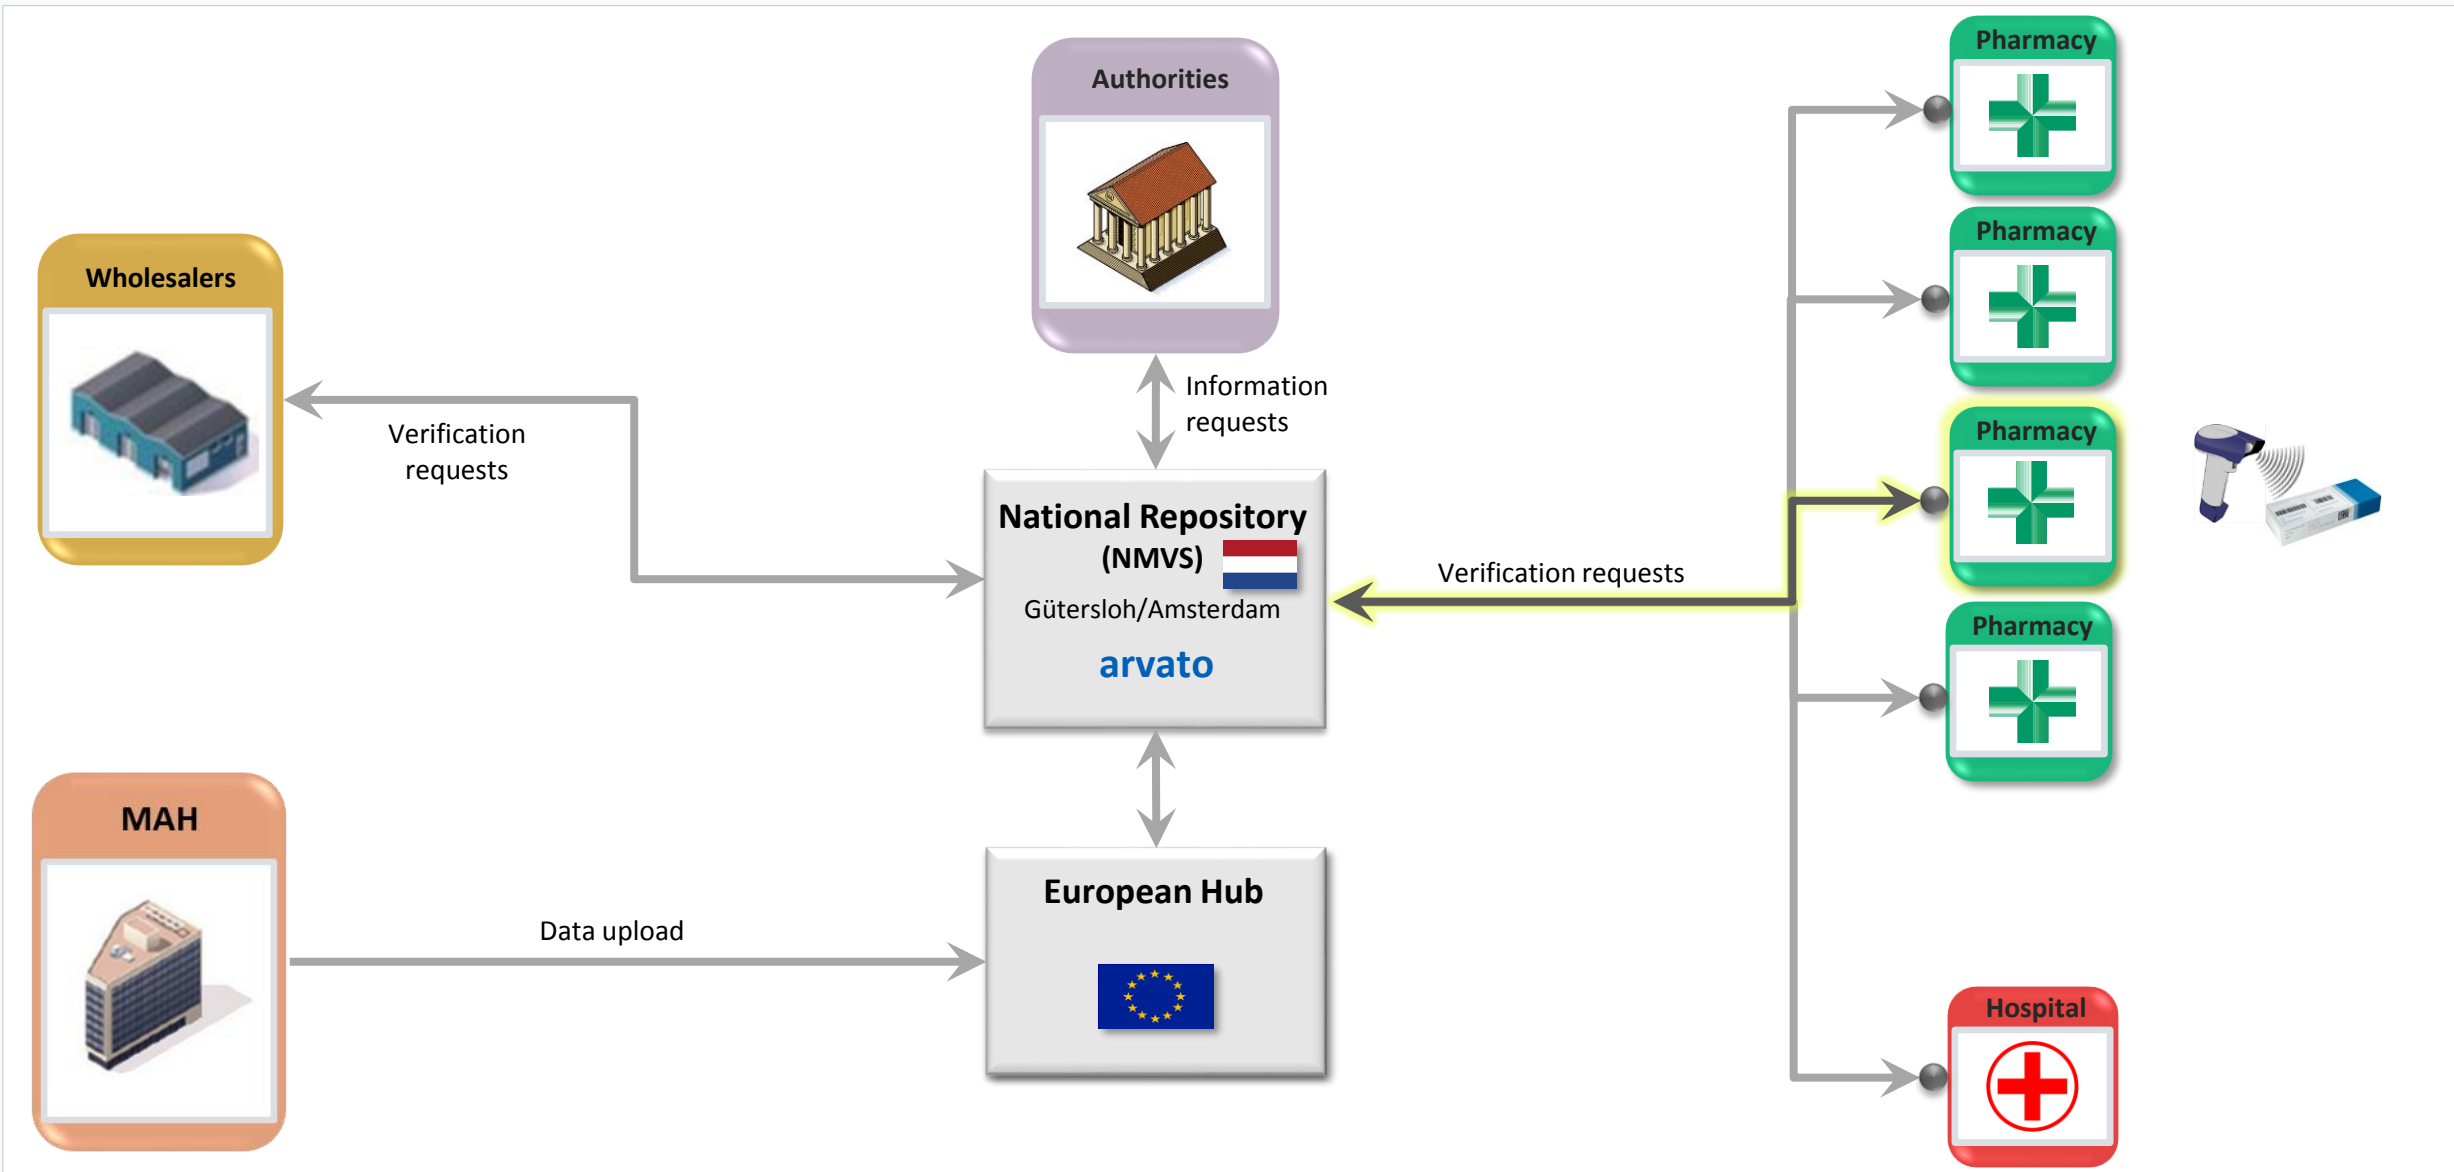 Authorities
Wholesalers
Verification
requests
Information
requests
National Repository
(NMVS)
Gütersloh/Amsterdam
arvato
Verification requests
MAH
Data upload
European Hub
Pharmacy
Pharmacy
Pharmacy
Pharmacy
Hospital